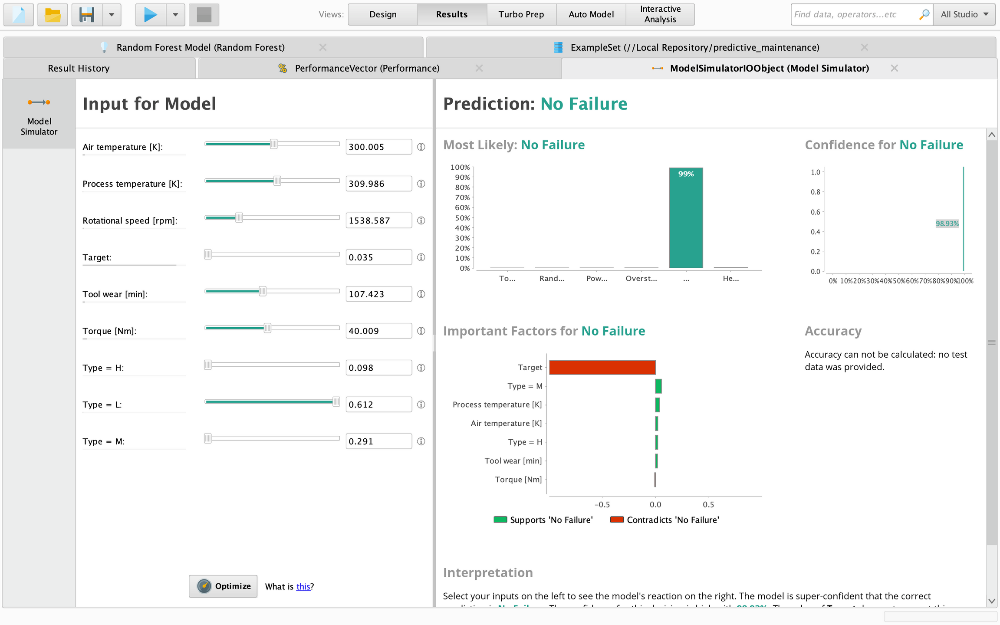 Views:
Design
Results
Turbo Prep
Auto Model
Interactive
Analysis
Find data, operators...etc
All Studio
Random Forest Model (Random Forest)
ExampleSet (//Local Repository/predictive_maintenance)
Result History
%
PerformanceVector (Performance)
ModelSimulatorIOObject (Model Simulator)
Model
Simulator
Input for Model
Air temperature [K]:
300.005
Process temperature [K]:
309.986
Rotational speed [rpm]:
1538.587
Target:
0.035
Tool wear [min]:
107.423
Torque [Nm]:
40.009
Type = H:
0.098
Type = L:
0.612
Type = M:
0.291
Optimize
What is this?
Prediction: No Failure
Most Likely: No Failure
100%
90%
80%
70%
60%
50%
40%
30%
20%
10%
0%
99%
To...
Rand...
Pow...
Overst...
...
He...
Confidence for No Failure
1.0
0.8
0.6
0.4
0.2
0.0
98.93%
0% 10%20%30%40%50%60%70%80%90%100%
Important Factors for No Failure
Target
Type = M
Process temperature [K]
Air temperature [K]
Type = H
Tool wear [min]
Torque [Nm]
-0.5 0.0 0.5
Supports 'No Failure' Contradicts 'No Failure'
Accuracy
Accuracy can not be calculated: no test
data was provided.
Interpretation
Select your inputs on the left to see the model's reaction on the right. The model is super-confident that the correct